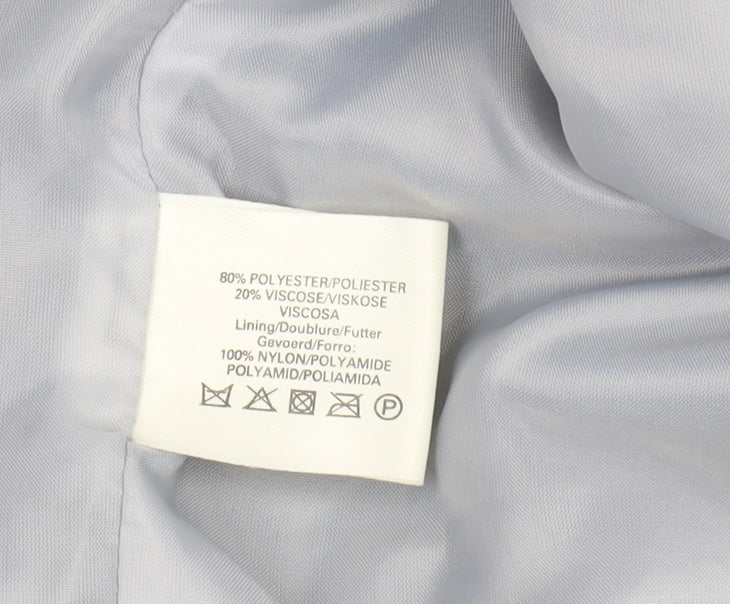 80% POLYESTER/POLIESTER
20% VISCOSE/VISKOSE
VISCOSA
Lining/Doublure/Futter
Gevoerd/Forro:
100% NYLON/POLYAMIDE
POLYAMID/POLIAMIDA
P